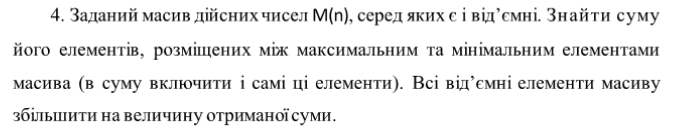 4. Заданий масив дійсних чисел M(n), серед яких є і від’ємні. Знайти суму
його елементів, розміщених між максимальним та мінімальним елементами
масива (в суму включити і самі ці елементи). Всі від’ємні елементи масиву
збільшити на величину отриманої суми.